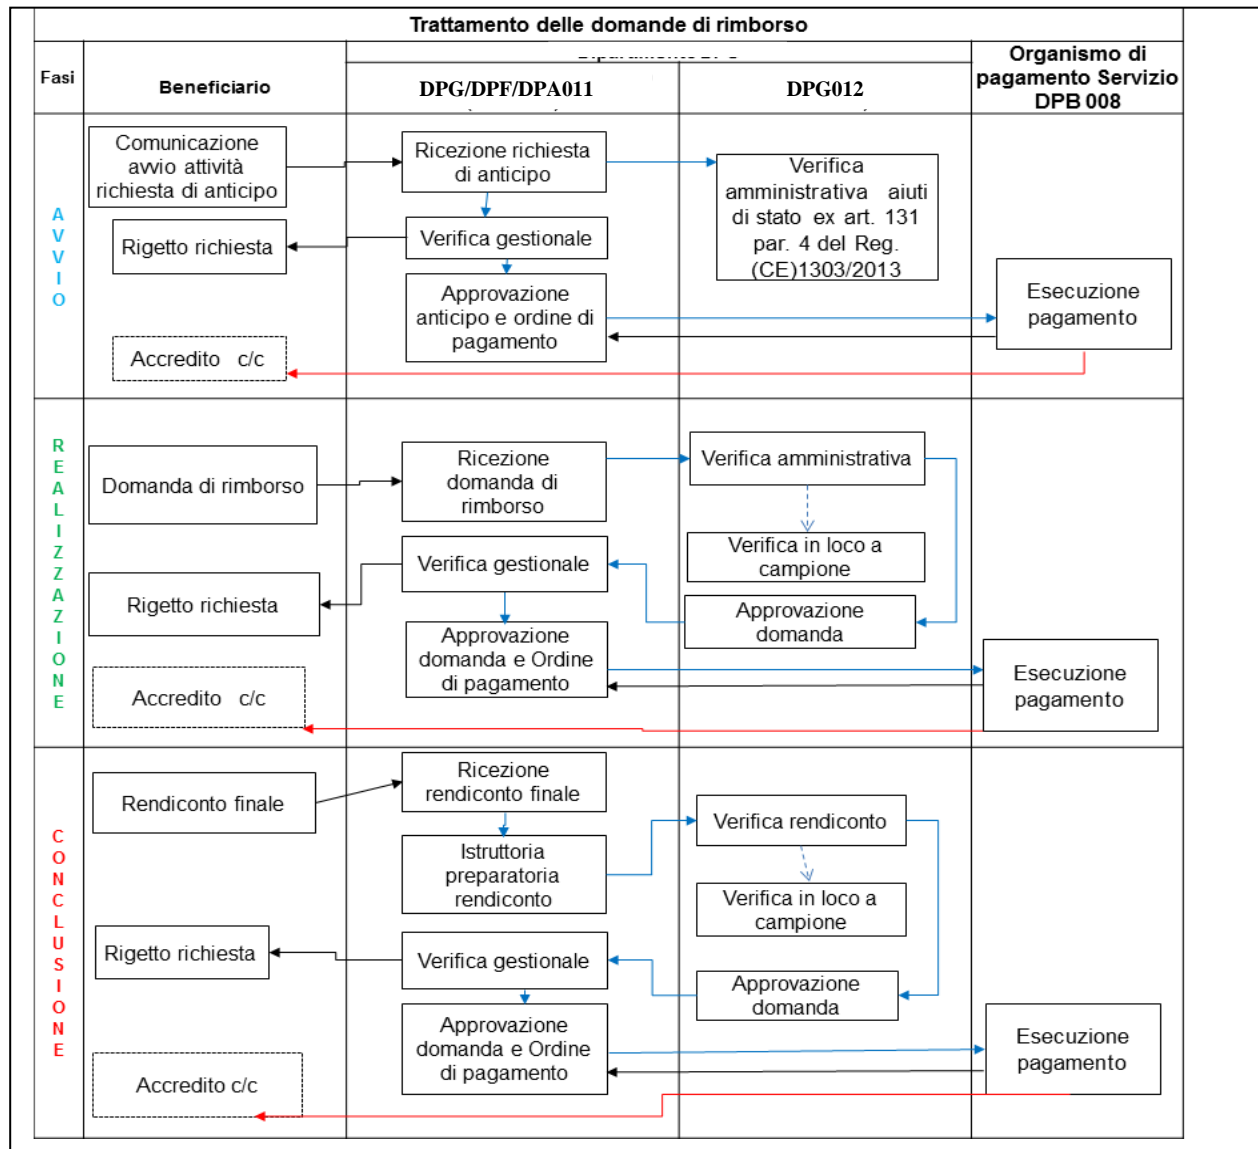 Trattamento delle domande di rimborso
Fasi
Beneficiario
DPG/DPF/DPA011
DPG012
Organismo di
pagamento Servizio
DPB 008
AVVIO
Comunicazione
avvio attività
richiesta di anticipo
Ricezione richiesta
di anticipo
Verifica
amministrativa aiuti
di stato ex art. 131
par. 4 del Reg.
(CE)1303/2013
Rigetto richiesta
Verifica gestionale
Approvazione
anticipo e ordine di
pagamento
Esecuzione
pagamento
Accredito c/c
REALIZZAZIONE
Domanda di rimborso
Ricezione
domanda di
rimborso
Verifica amministrativa
Verifica in loco a
campione
Verifica gestionale
Rigetto richiesta
Approvazione
domanda
Approvazione
domanda e Ordine
di pagamento
Esecuzione
pagamento
Accredito c/c
CONCLUSIONE
Rendiconto finale
Ricezione
rendiconto finale
Verifica rendiconto
Istruttoria
preparatoria
rendiconto
Verifica in loco a
campione
Rigetto richiesta
Verifica gestionale
Approvazione
domanda
Approvazione
domanda e Ordine
di pagamento
Esecuzione
pagamento
Accredito c/c